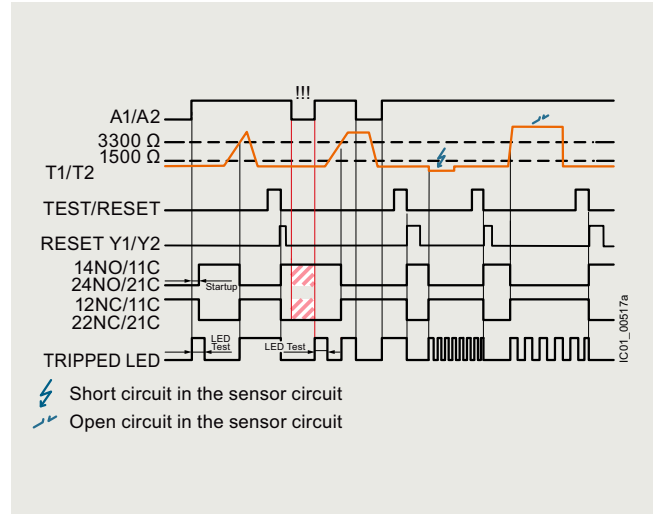 !!!
A1/A2
3300 Ω
1500 Ω
T1/T2
TEST/RESET
RESET Y1/Y2
14NO/11C
24NO/21C
Startup
12NC/11C
22NC/21C
LED
Test
LED Test
TRIPPED LED
IC01_00517a
Short circuit in the sensor circuit
Open circuit in the sensor circuit